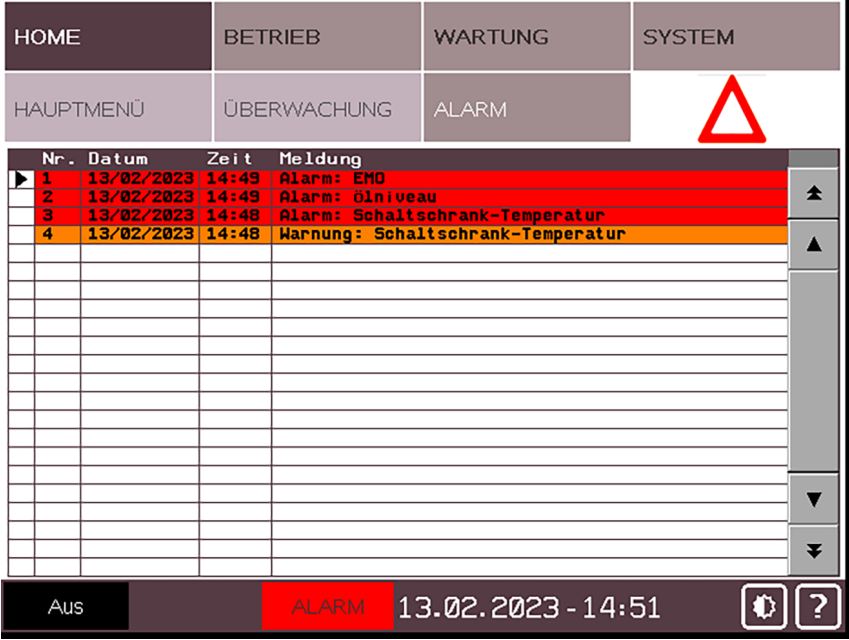 HOME BETRIEB WARTUNG SYSTEM
HAUPTMENÜ ÜBERWACHUNG ALARM
Nr. Datum Zeit Meldung
1 13/02/2023 14:49 Alarm: EMO
2 13/02/2023 14:49 Alarm: ölniveau
3 13/02/2023 14:48 Alarm: Schaltschrank-Temperatur
4 13/02/2023 14:48 Warnung: Schaltschrank-Temperatur
Aus ALARM 13.02.2023-14:51 ?